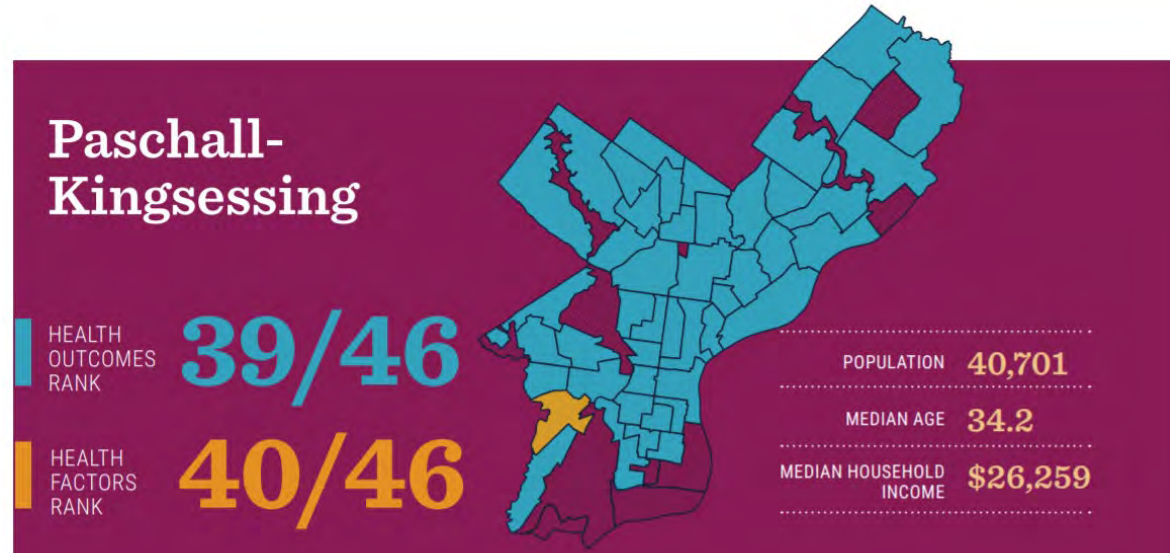 Paschall-
Kingsessing
HEALTH
OUTCOMES
RANK
39/46
HEALTH
FACTORS
RANK
40/46
POPULATION 40,701
MEDIAN AGE 34.2
MEDIAN HOUSEHOLD
INCOME $26,259